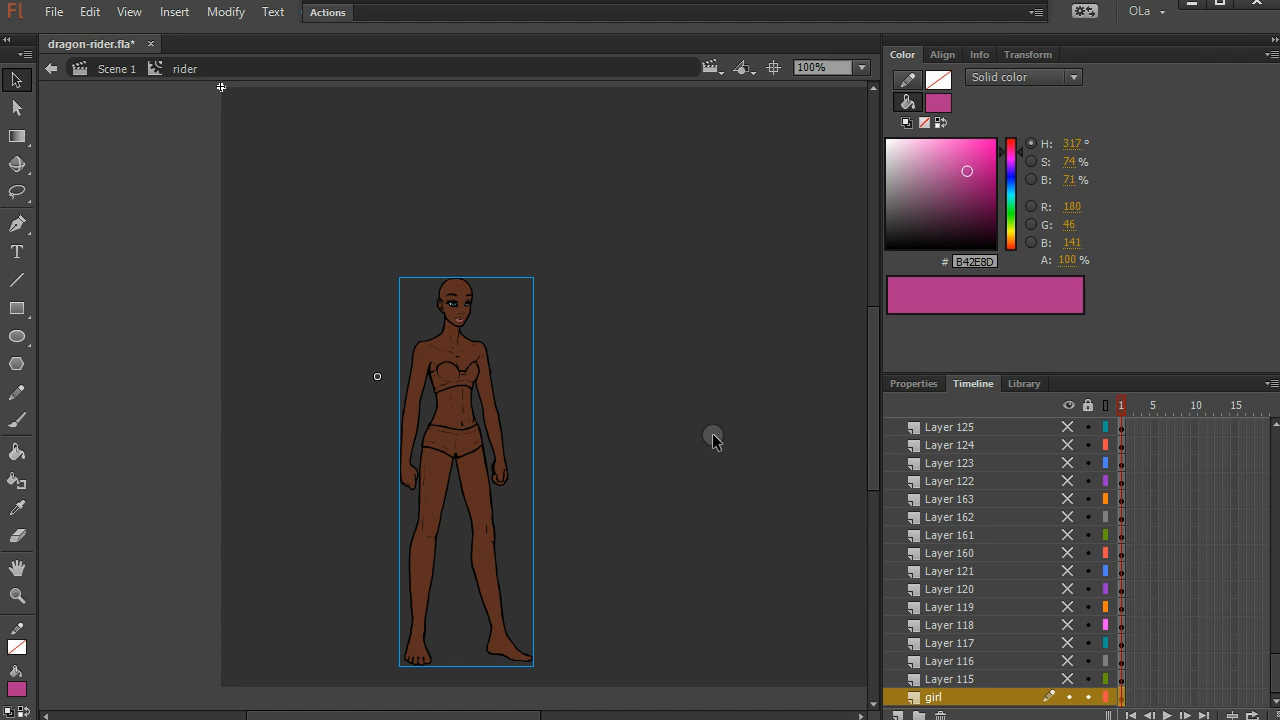 Fl File Edit View Insert Modify Text Actions OLa
dragon-rider.fla* ×
Scene 1 rider 100%
Color Align Info Transform
Solid color
H: 317 °
S: 74 %
B: 71 %
R: 180
G: 46
B: 141
# B42E8D A: 100 %
Properties Timeline Library
1 5 10 15
Layer 125
Layer 124
Layer 123
Layer 122
Layer 163
Layer 162
Layer 161
Layer 160
Layer 121
Layer 120
Layer 119
Layer 118
Layer 117
Layer 116
Layer 115
girl